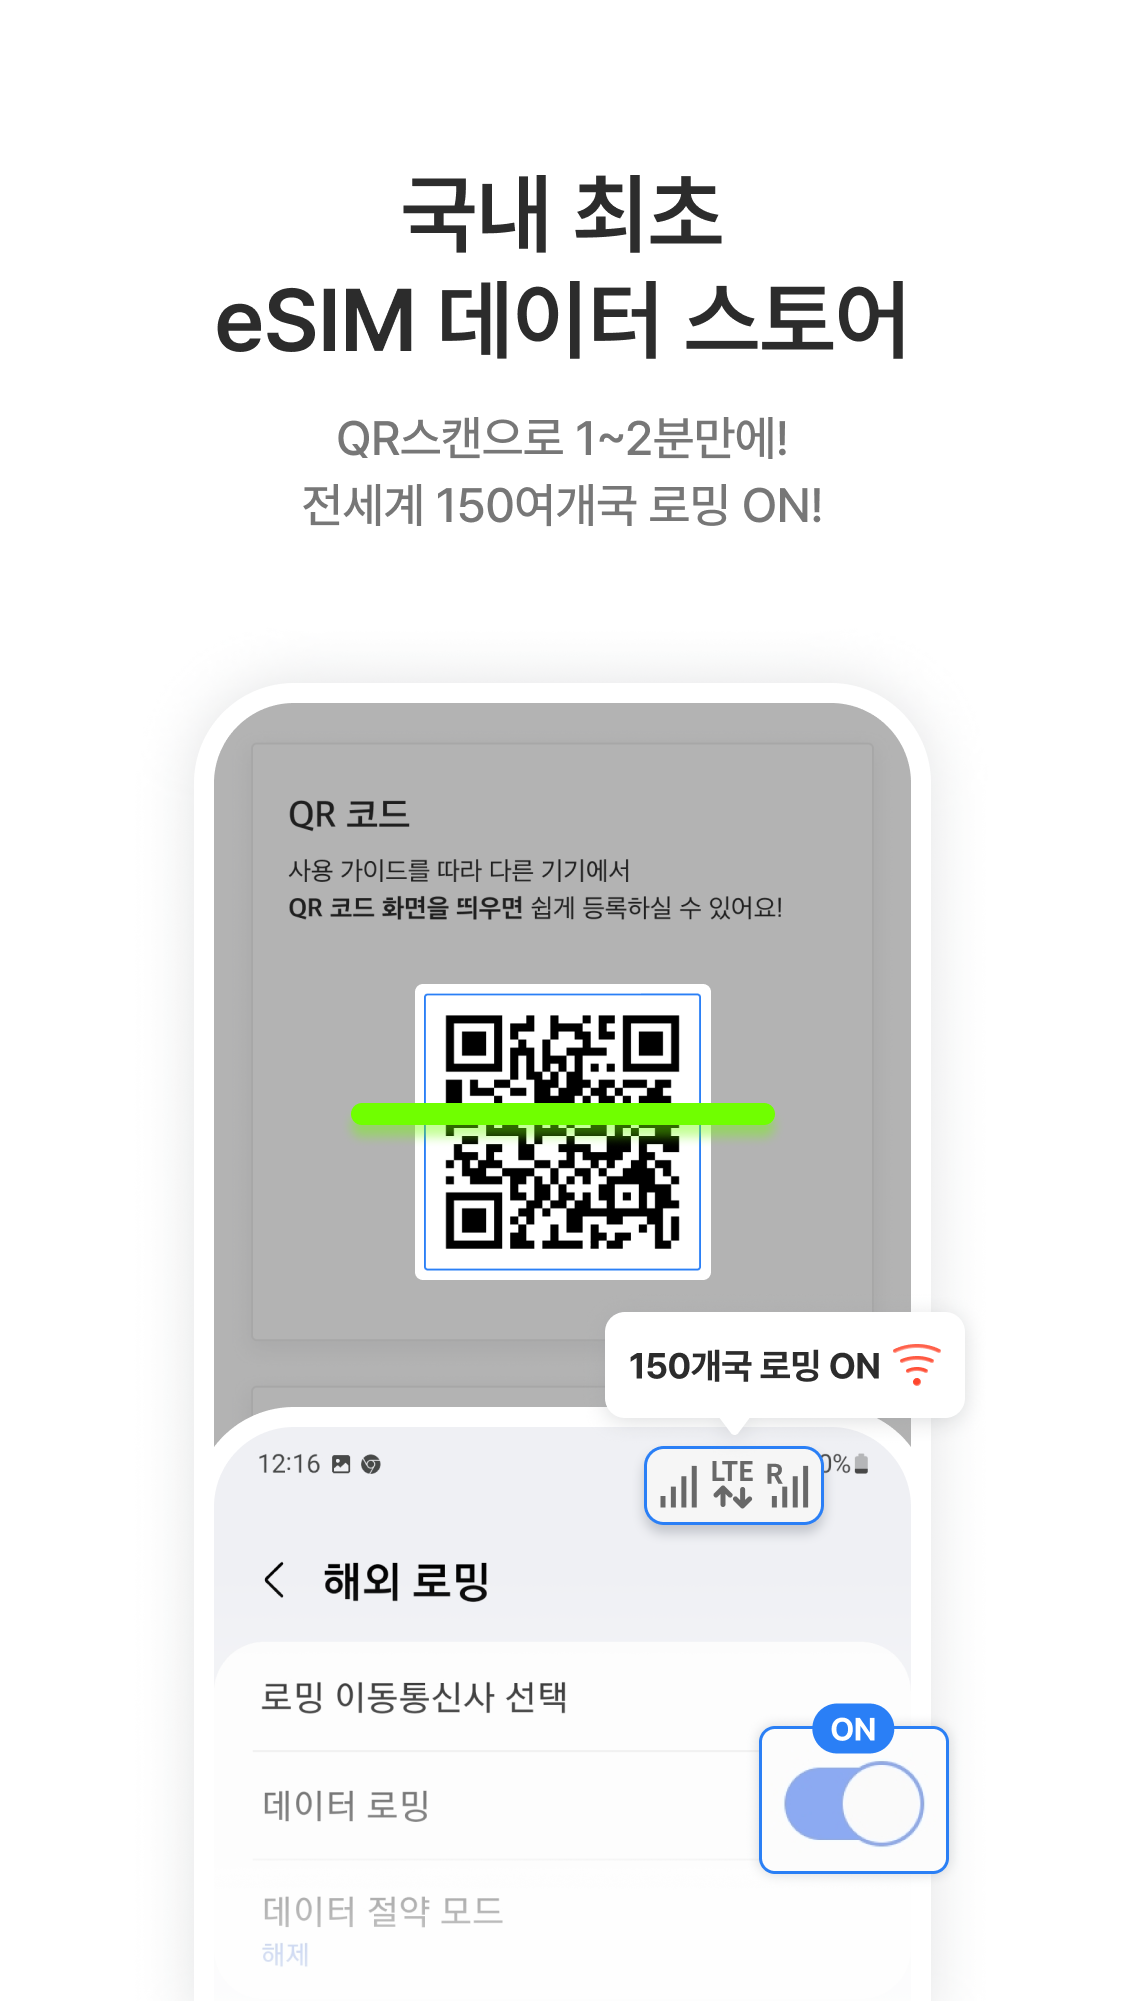 국내 최초
eSIM 데이터 스토어
QR스캔으로 1~2분만에!
전세계 150여개국 로밍 ON!
QR 코드
사용 가이드를 따라 다른 기기에서
QR 코드 화면을 띄우면 쉽게 등록하실 수 있어요!
150개국 로밍 ON
12:16
LTE R
0%
해외 로밍
로밍 이동통신사 선택
ON
데이터 로밍
데이터 절약 모드
해제